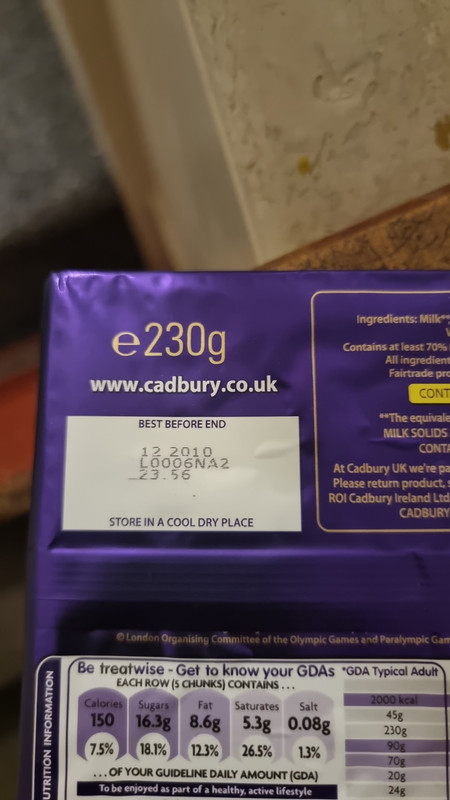 e230g
www.cadbury.co.uk
BEST BEFORE END
12 2010
L0006NA2
23.56
STORE IN A COOL DRY PLACE
Ingredients: Milk**,
Contains at least 70%
All ingredient
Fairtrade pro
CONT
**The equivale
MILK SOLIDS
CONTA
At Cadbury UK we're pa
Please return product, s
ROI Cadbury Ireland Ltd
CADBURY
© London Organising Committee of the Olympic Games and Paralympic Gam
UTRITION INFORMATION
Be treatwise - Get to know your GDAs
EACH ROW (5 CHUNKS) CONTAINS . . .
Calories Sugars Fat Saturates Salt
150 16.3g 8.6g 5.3g 0.08g
7.5% 18.1% 12.3% 26.5% 1.3%
. . . OF YOUR GUIDELINE DAILY AMOUNT (GDA)
To be enjoyed as part of a healthy, active lifestyle
*GDA Typical Adult
2000 kcal
45g
230g
90g
70g
20g
24g